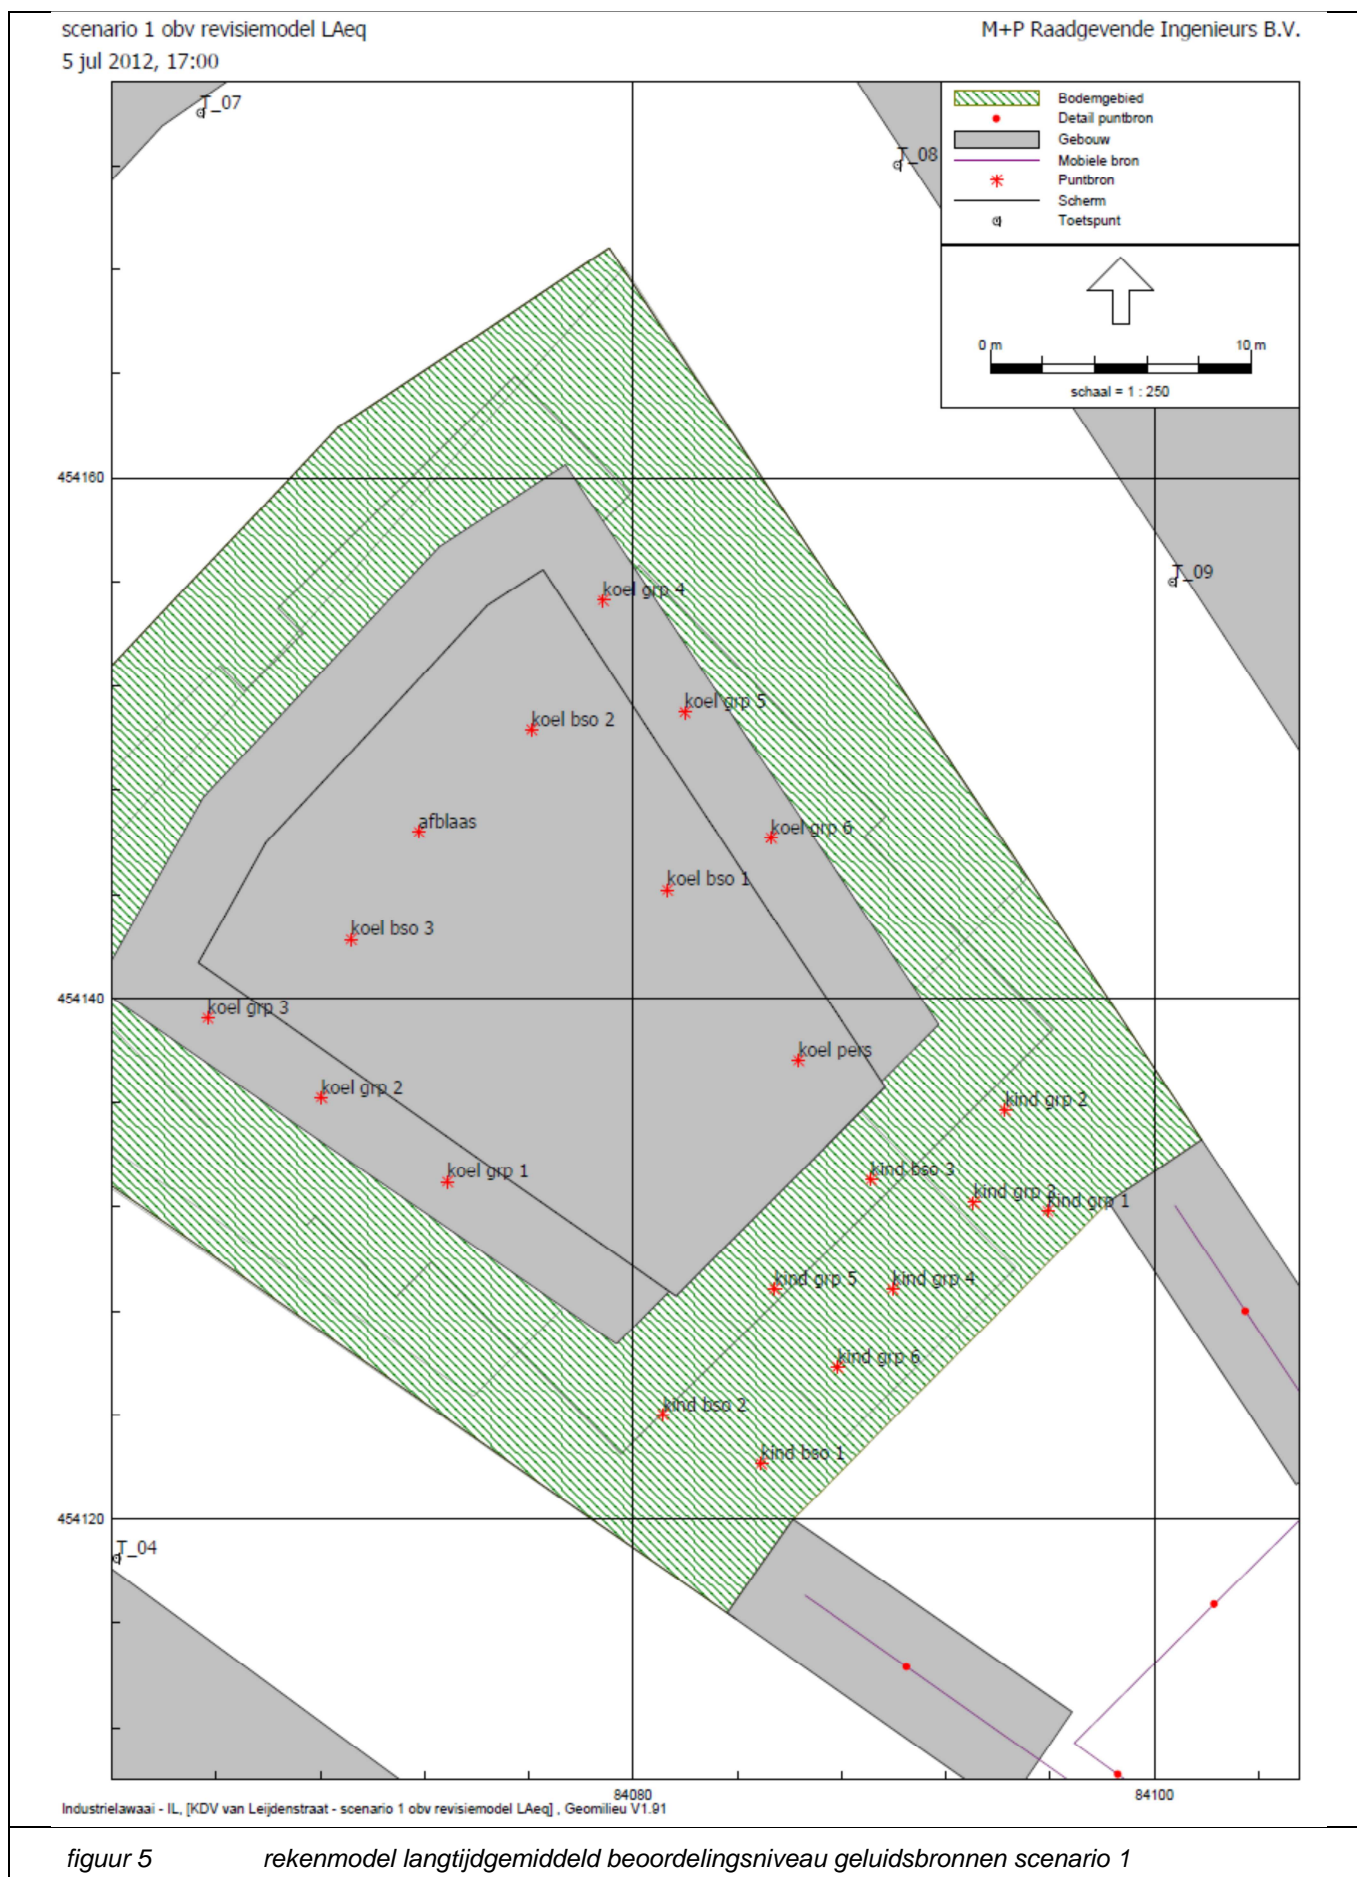 scenario 1 obv revisiemodel LAeq
M+P Raadgevende Ingenieurs B.V.
5 jul 2012, 17:00
T_07
T_08
Bodemgebied
Detail puntbron
Gebouw
Mobiele bron
Puntbron
Scherm
Toetspunt
0 m
10 m
schaal = 1 : 250
454160
T_09
koel grp 4
koel grp 5
koel bso 2
afblaas
koel grp 6
koel bso 1
koel bso 3
454140
koel grp 3
koel pers
koel grp 2
kind grp 2
koel grp 1
kind bso 3
kind grp 3
kind grp 1
kind grp 5
kind grp 4
kind grp 6
kind bso 2
kind bso 1
454120
T_04
84080
84100
Industrielawaai - IL, [KDV van Leijdenstraat - scenario 1 obv revisiemodel LAeq] , Geomilieu V1.91
figuur 5 rekenmodel langtijdgemiddeld beoordelingsniveau geluidsbronnen scenario 1